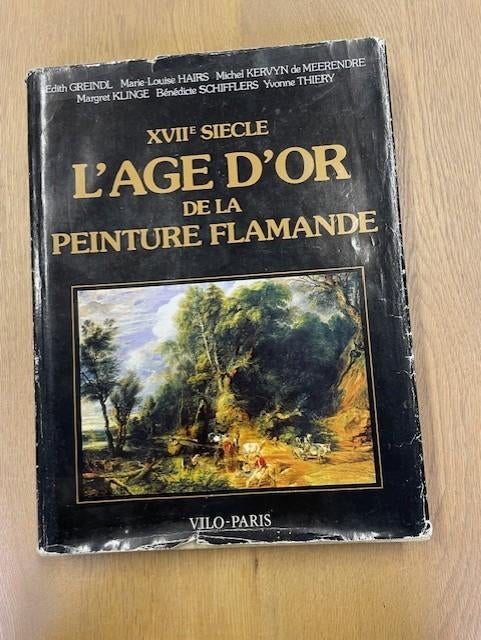 Edith GREINDL Marie-Louise HAIRS Michel KERVYN de MEERENDRE
Margret KLINGE Bénédicte SCHIFFLERS Yvonne THIERY
XVIIE SIECLE
L'AGE D'OR
DE LA
PEINTURE FLAMANDE
VILO-PARIS